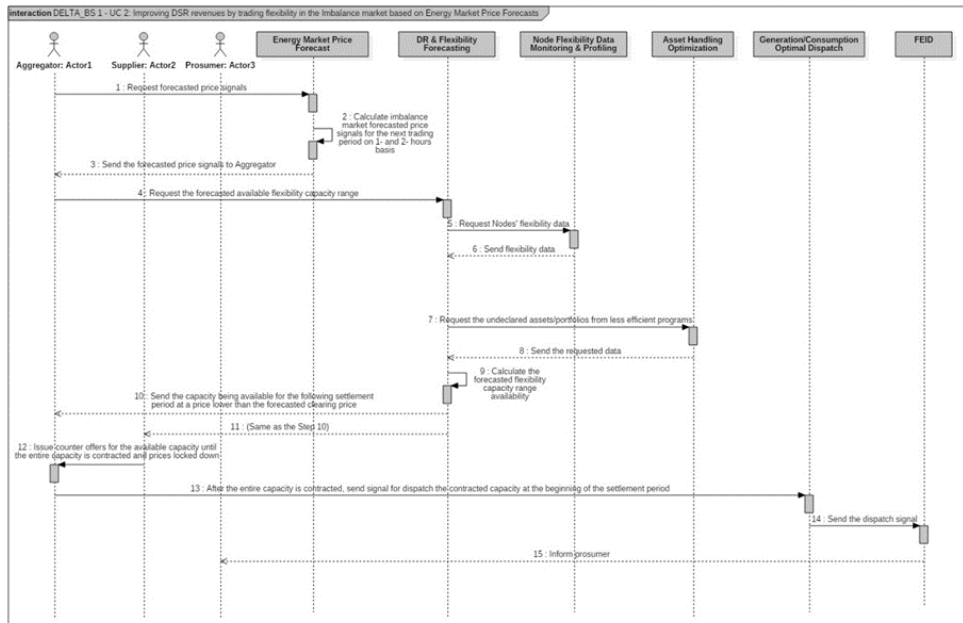 interaction DELTA_BS 1 - UC 2: Improving DSR revenues by trading flexibility in the Imbalance market based on Energy Market Price Forecasts
Aggregator: Actor1
Supplier: Actor2
Prosumer: Actor3
Energy Market Price
Forecast
DR & Flexibility
Forecasting
Node Flexibility Data
Monitoring & Profiling
Asset Handling
Optimization
Generation/Consumption
Optimal Dispatch
FEID
1 : Request forecasted price signals
2 : Calculate imbalance
market forecasted price
signals for the next trading
period on 1- and 2- hours
basis
3 : Send the forecasted price signals to Aggregator
4 : Request the forecasted available flexibility capacity range
5 : Request Nodes' flexibility data
6 : Send flexibility data
7 : Request the undeclared assets/portfolios from less efficient programs
8 : Send the requested data
9 : Calculate the
forecasted flexibility
capacity range
availability
10 : Send the capacity being available for the following settlement
period at a price lower than the forecasted clearing price
11 : (Same as the Step 10)
12 : Issue counter offers for the available capacity until
the entire capacity is contracted and prices locked down
13 : After the entire capacity is contracted, send signal for dispatch the contracted capacity at the beginning of the settlement period
14 : Send the dispatch signal
15 : Inform prosumer